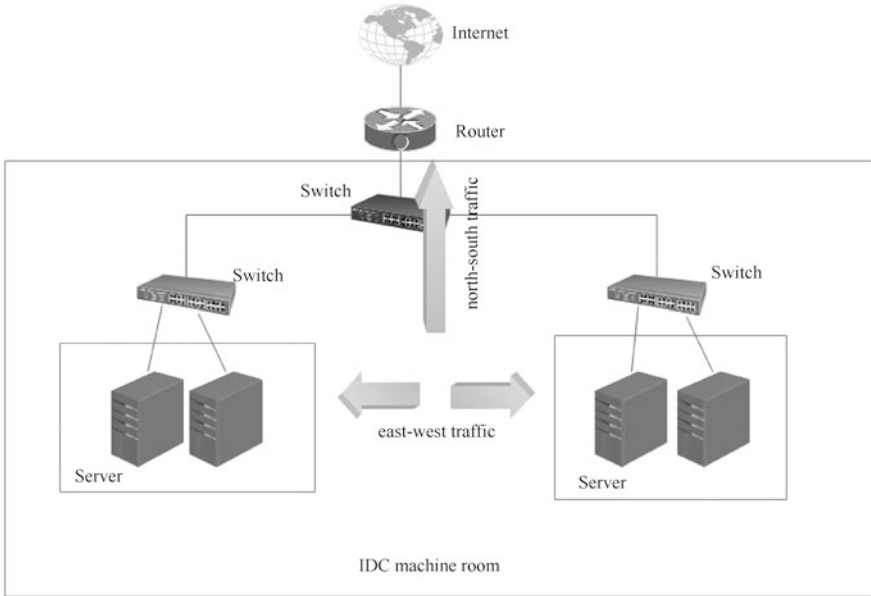 Internet
Router
Switch
north-south traffic
Switch
Switch
east-west traffic
Server
Server
IDC machine room